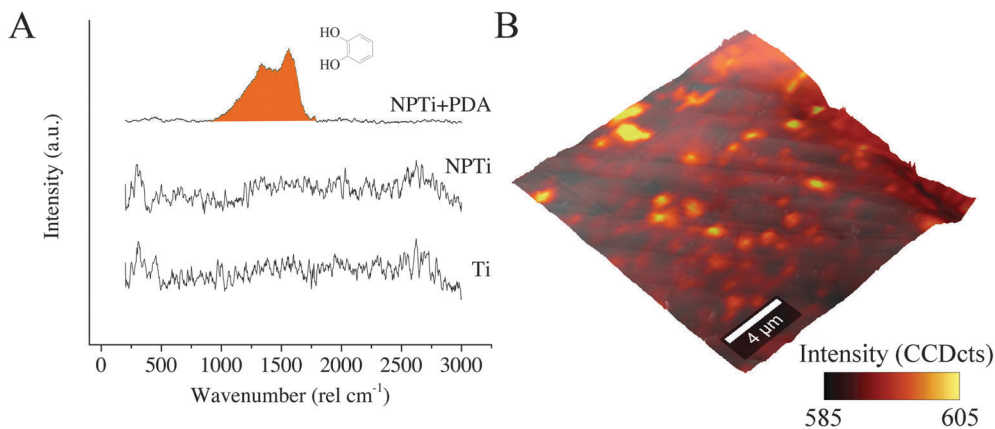 A
HO
HO
NPTi+PDA
NPTi
Ti
Intensity (a.u.)
0 500 1000 1500 2000 2500 3000
Wavenumber (rel cm⁻¹)
B
4 μm
Intensity (CCDcts)
585 605